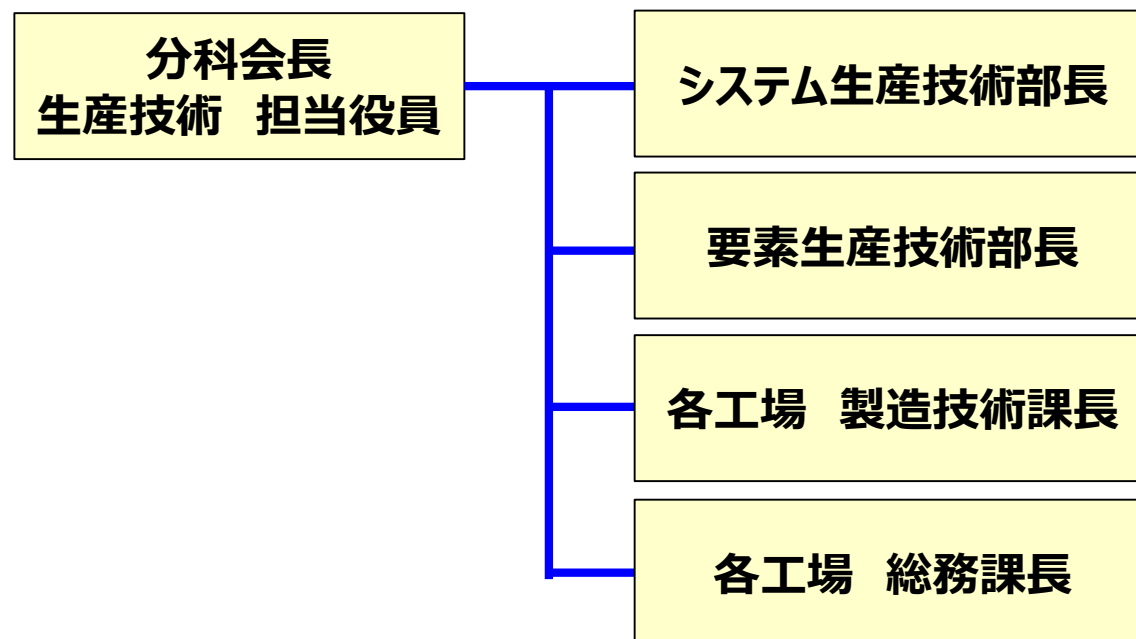 分科会長
生産技術　担当役員
システム生産技術部長
要素生産技術部長
各工場　製造技術課長
各工場　総務課長